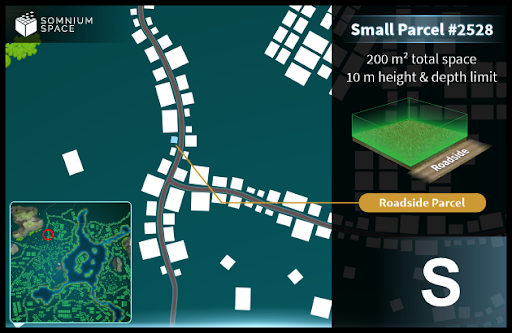 SOMNIUM
SPACE
Small Parcel #2528
200 m² total space
10 m height & depth limit
Roadside
Roadside Parcel
S